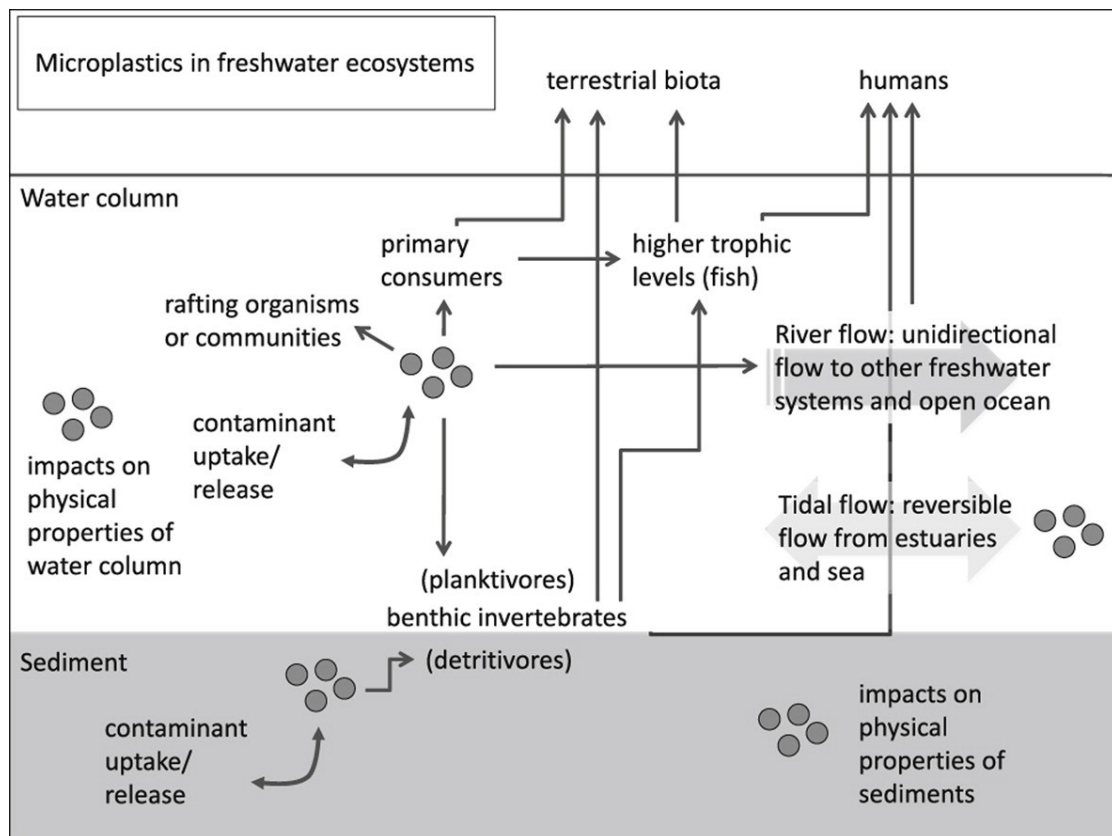 Microplastics in freshwater ecosystems
terrestrial biota
humans
Water column
primary
consumers
higher trophic
levels (fish)
rafting organisms
or communities
River flow: unidirectional
flow to other freshwater
systems and open ocean
contaminant
uptake/
release
impacts on
physical
properties of
water column
Tidal flow: reversible
flow from estuaries
and sea
(planktivores)
benthic invertebrates
Sediment
(detritivores)
contaminant
uptake/
release
impacts on
physical
properties of
sediments